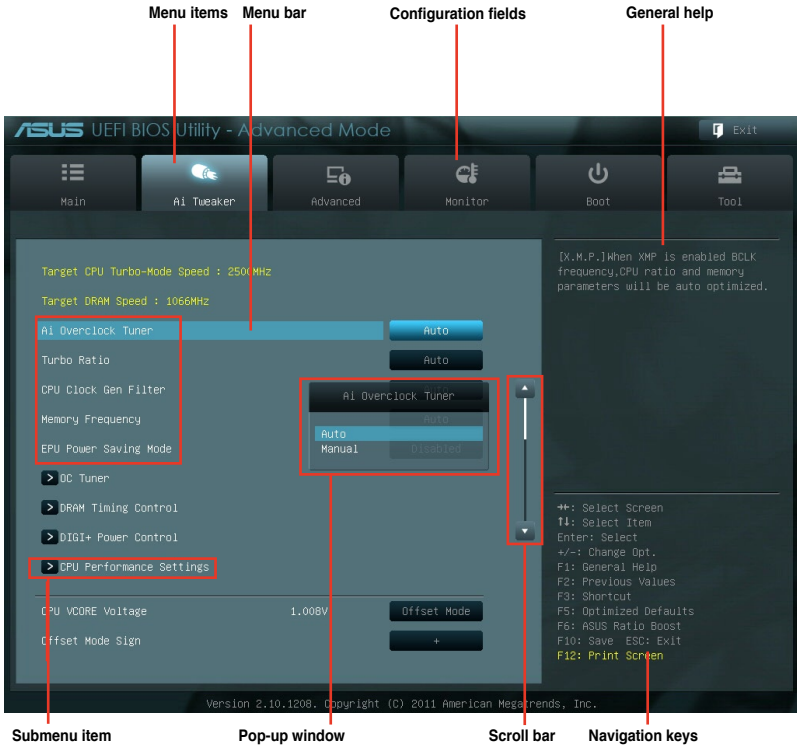 Menu items Menu bar Configuration fields General help
ASUS UEFI BIOS Utility - Advanced Mode Exit
Main Ai Tweaker Advanced Monitor Boot Tool
[X.M.P.]When XMP is enabled BCLK
frequency,CPU ratio and memory
parameters will be auto optimized.
Target CPU Turbo-Mode Speed : 2500MHz
Target DRAM Speed : 1066MHz
Ai Overclock Tuner Auto
Turbo Ratio Auto
CPU Clock Gen Filter Auto
Memory Frequency Auto
EPU Power Saving Mode Disabled
Ai Overclock Tuner
Auto
Manual
> OC Tuner
> DRAM Timing Control
> DIGI+ Power Control
> CPU Performance Settings
CPU VCORE Voltage 1.008V Offset Mode
Offset Mode Sign +
→←: Select Screen
↑↓: Select Item
Enter: Select
+/-: Change Opt.
F1: General Help
F2: Previous Values
F3: Shortcut
F5: Optimized Defaults
F6: ASUS Ratio Boost
F10: Save ESC: Exit
F12: Print Screen
Version 2.10.1208. Copyright (C) 2011 American Megatrends, Inc.
Submenu item Pop-up window Scroll bar Navigation keys